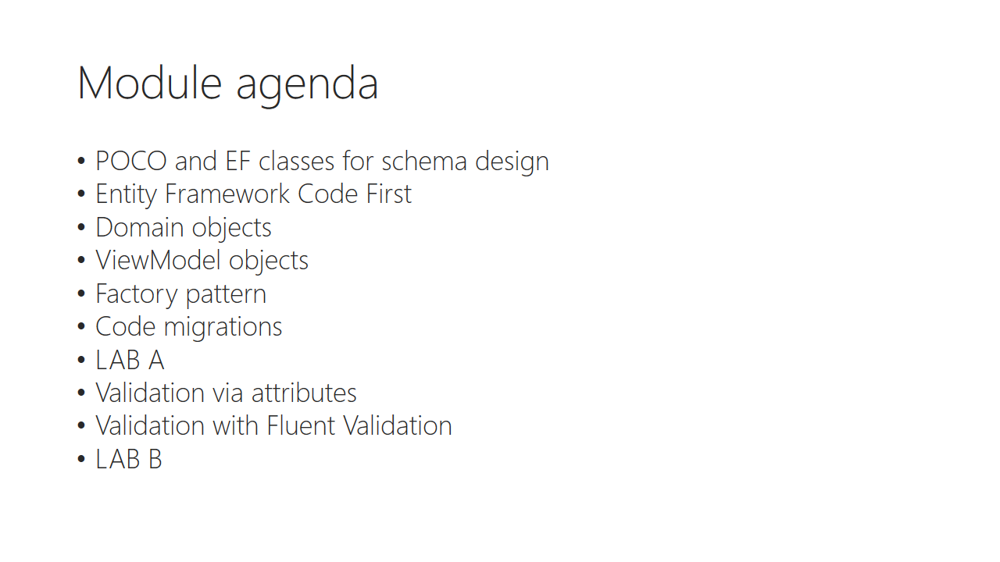 Module agenda
• POCO and EF classes for schema design
• Entity Framework Code First
• Domain objects
• ViewModel objects
• Factory pattern
• Code migrations
• LAB A
• Validation via attributes
• Validation with Fluent Validation
• LAB B